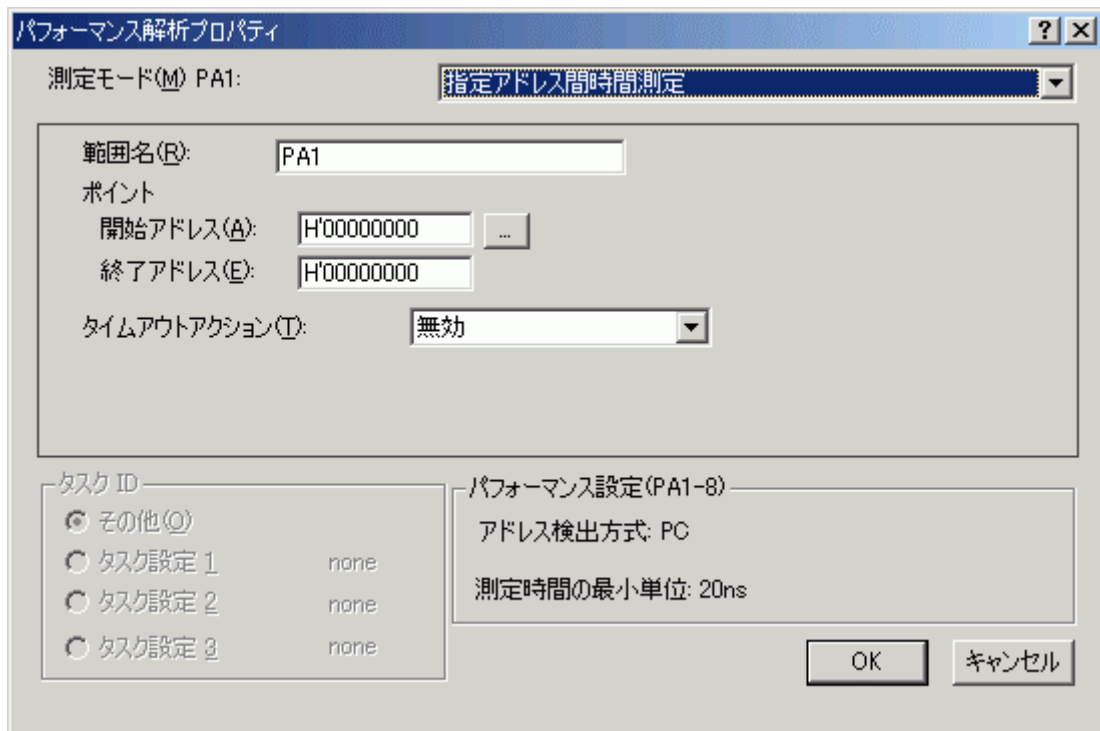 パフォーマンス解析プロパティ
測定モード(M) PA1: 指定アドレス間時間測定
範囲名(R): PA1
ポイント
開始アドレス(A): H'00000000 ...
終了アドレス(E): H'00000000
タイムアウトアクション(T): 無効
タスク ID
その他(O)
タスク設定 1 none
タスク設定 2 none
タスク設定 3 none
パフォーマンス設定(PA1-8)
アドレス検出方式: PC
測定時間の最小単位: 20ns
OK キャンセル